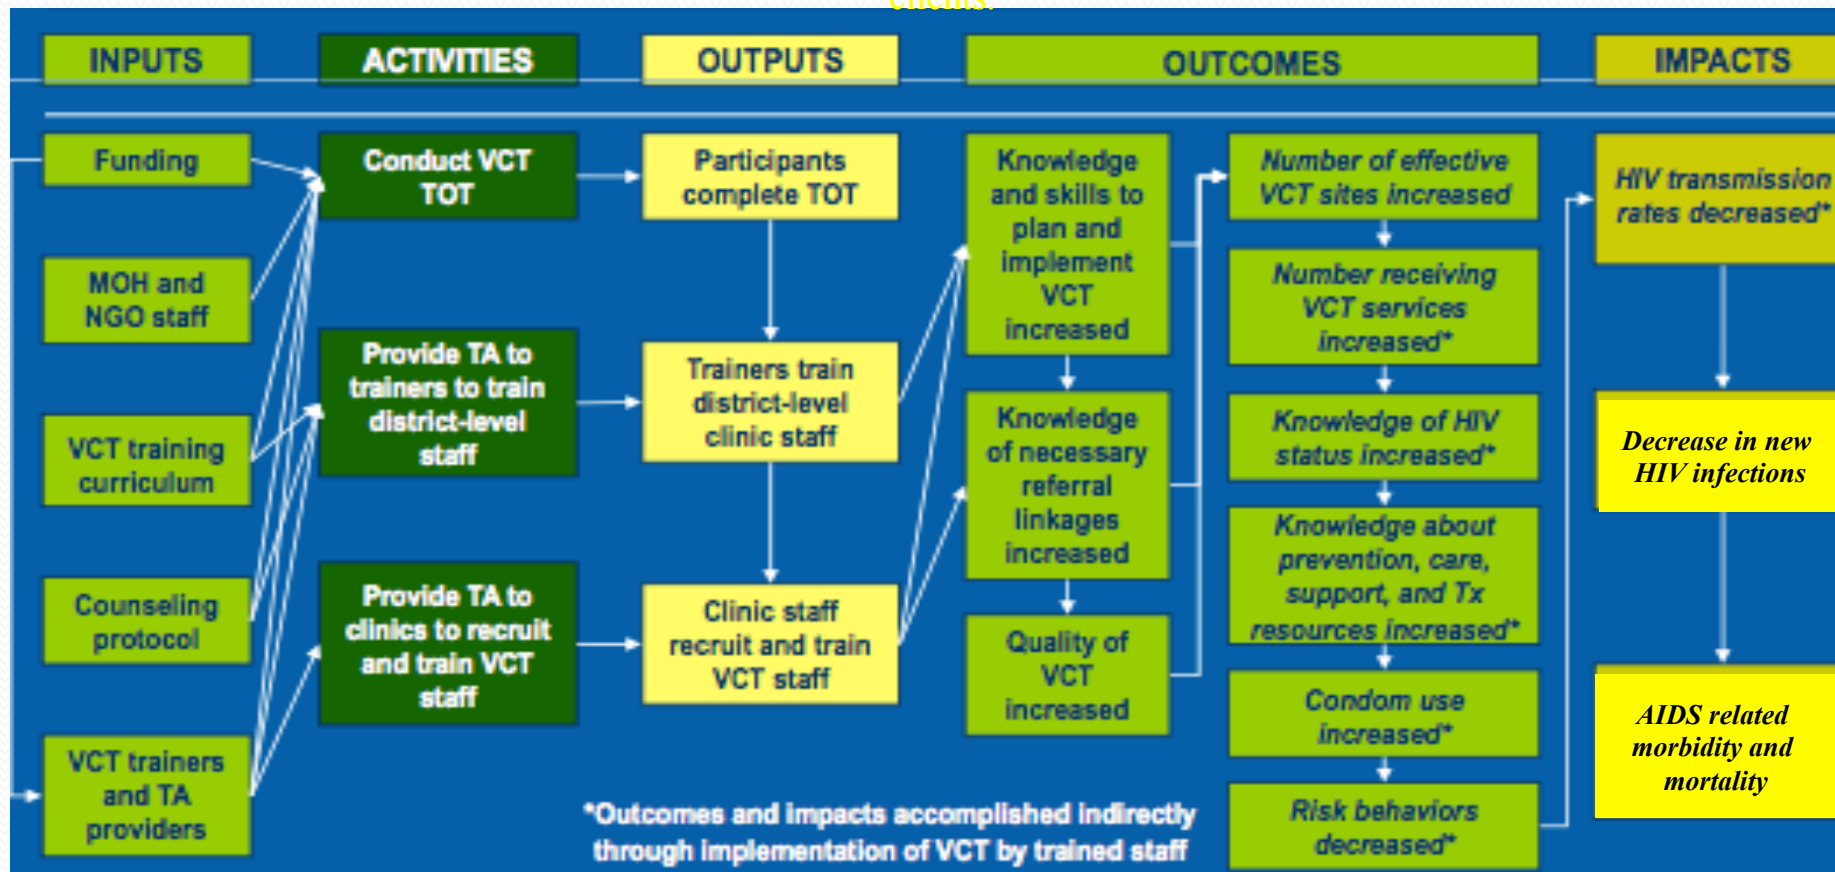 clients.
INPUTS
ACTIVITIES
OUTPUTS
OUTCOMES
IMPACTS
Funding
MOH and
NGO staff
VCT training
curriculum
Counseling
protocol
VCT trainers
and TA
providers
Conduct VCT
TOT
Provide TA to
trainers to train
district-level
staff
Provide TA to
clinics to recruit
and train VCT
staff
Participants
complete TOT
Trainers train
district-level
clinic staff
Clinic staff
recruit and train
VCT staff
Knowledge
and skills to
plan and
implement
VCT
increased
Knowledge
of necessary
referral
linkages
increased
Quality of
VCT
increased
Number of effective
VCT sites increased
Number receiving
VCT services
increased*
Knowledge of HIV
status increased*
Knowledge about
prevention, care,
support, and Tx
resources increased*
Condom use
increased*
Risk behaviors
decreased*
HIV transmission
rates decreased*
Decrease in new
HIV infections
AIDS related
morbidity and
mortality
*Outcomes and impacts accomplished indirectly
through implementation of VCT by trained staff